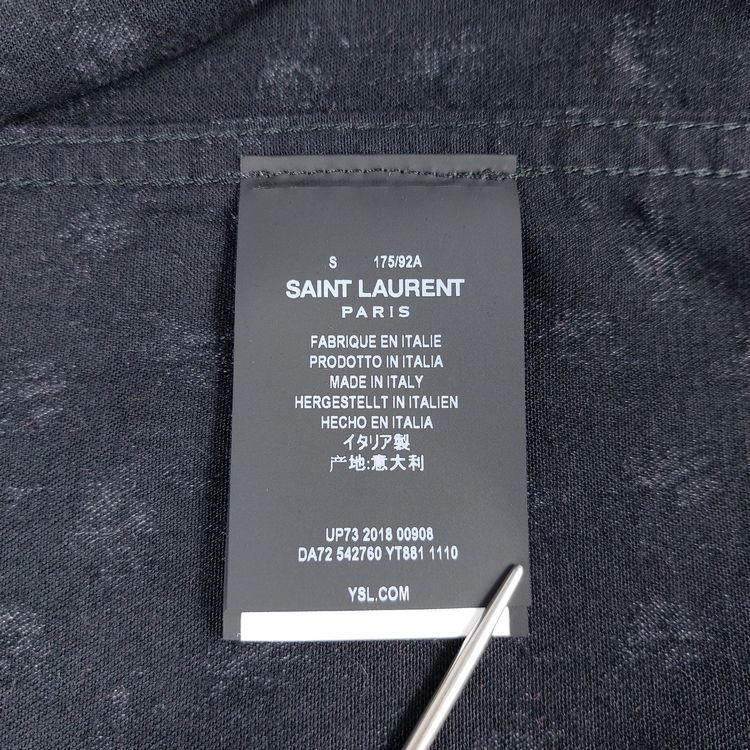 S 175/92A
SAINT LAURENT
PARIS
FABRIQUE EN ITALIE
PRODOTTO IN ITALIA
MADE IN ITALY
HERGESTELLT IN ITALIEN
HECHO EN ITALIA
イタリア製
产地:意大利
UP73 2018 00908
DA72 542760 YT881 1110
YSL.COM